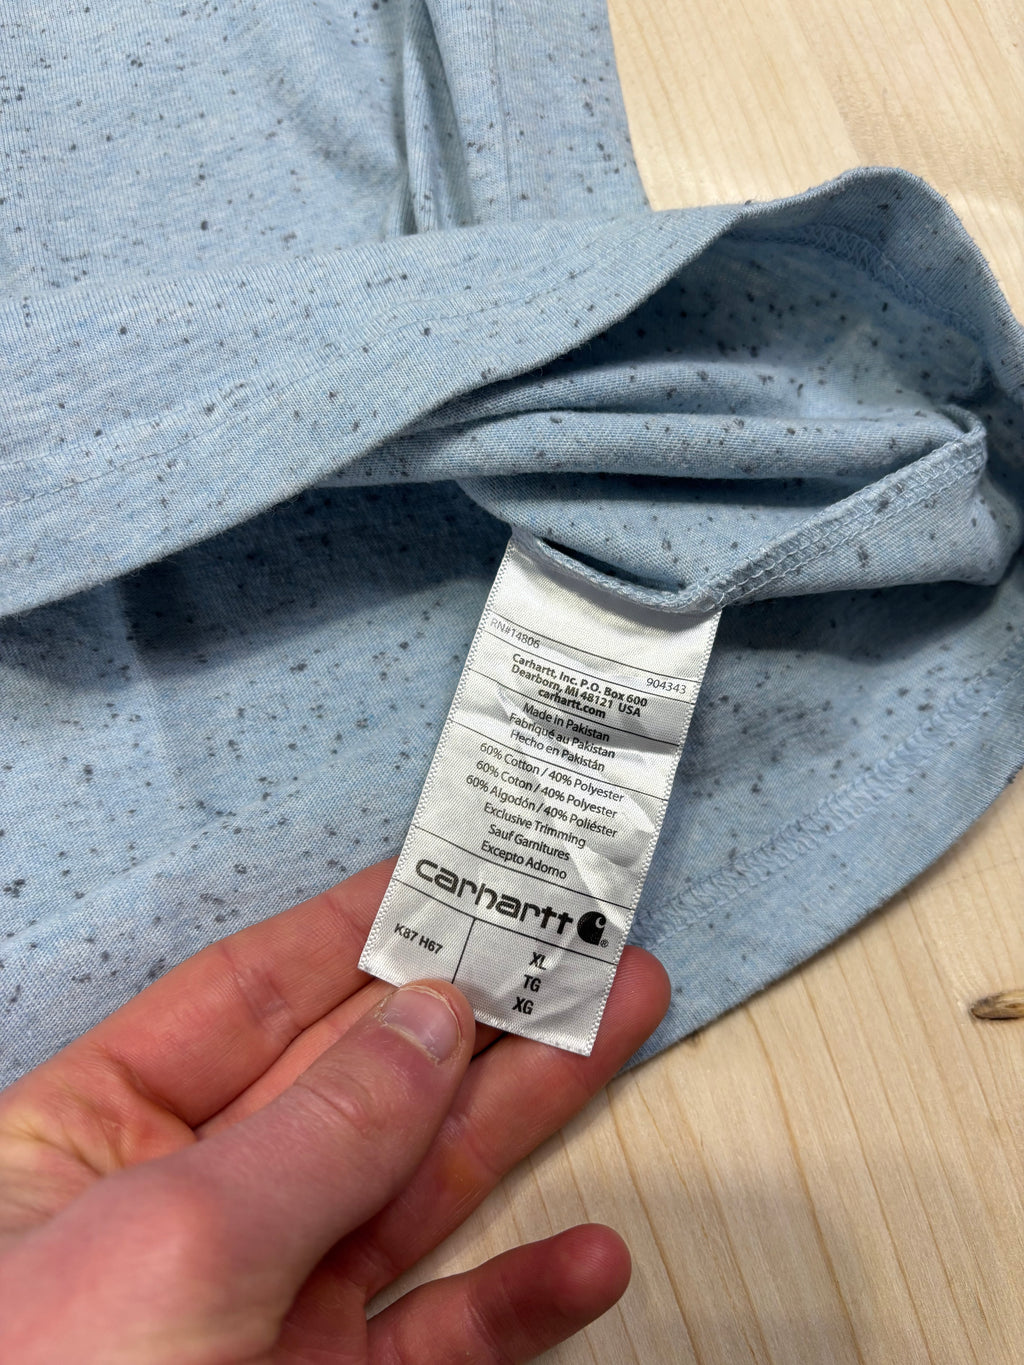 RN#14806
904343
Carhartt, Inc. P.O. Box 600
Dearborn, MI 48121 USA
carhartt.com
Made in Pakistan
Fabriqué au Pakistan
Hecho en Pakistán
60% Cotton / 40% Polyester
60% Coton / 40% Polyester
60% Algodón / 40% Poliéster
Exclusive Trimming
Sauf Garnitures
Excepto Adorno
carhartt ®
K87 H67
XL
TG
XG